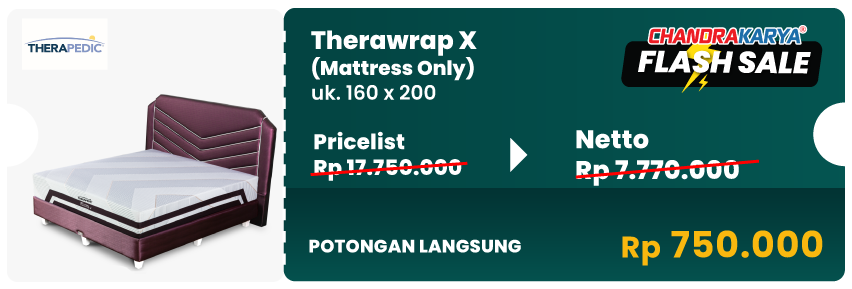 THERAPEDIC
Therawrap X
(Mattress Only)
uk. 160 x 200
CHANDRAKARYA®
FLASH SALE
Pricelist
Rp 17.750.000
Netto
Rp 7.770.000
POTONGAN LANGSUNG
Rp 750.000